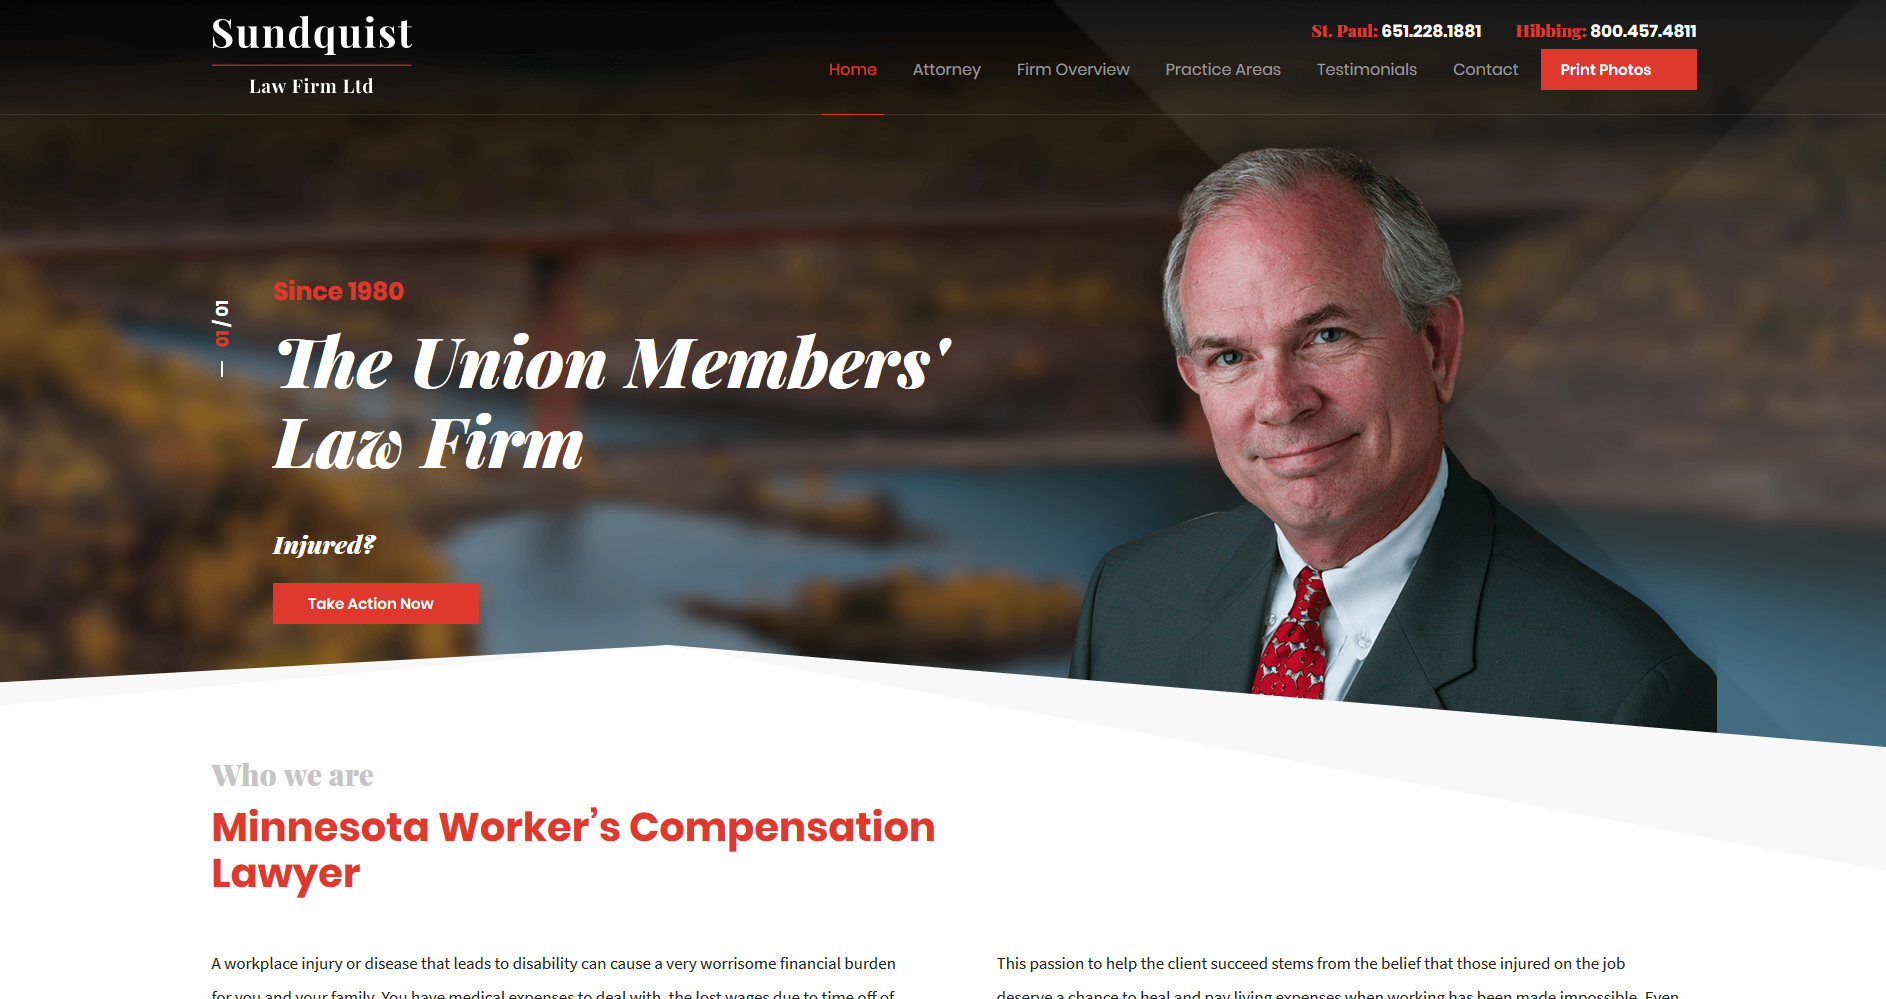 Sundquist
Law Firm Ltd
St. Paul: 651.228.1881 Hibbing: 800.457.4811
Home Attorney Firm Overview Practice Areas Testimonials Contact Print Photos
01/01
Since 1980
The Union Members'
Law Firm
Injured?
Take Action Now
Who we are
Minnesota Worker’s Compensation
Lawyer
A workplace injury or disease that leads to disability can cause a very worrisome financial burden
for you and your family. You have medical expenses to deal with, the lost wages due to time off of
This passion to help the client succeed stems from the belief that those injured on the job
deserve a chance to heal and pay living expenses when working has been made impossible. Even